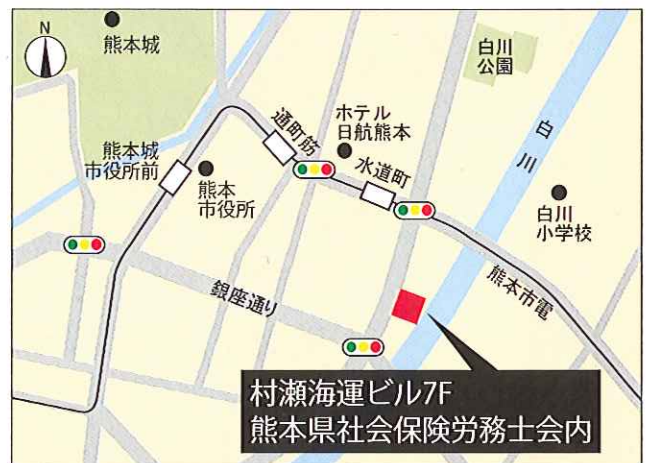 N
熊本城
白川
公園
ホテル
日航熊本
通町筋
水道町
白川
熊本城
市役所前
熊本
市役所
白川
小学校
銀座通り
熊本市電
村瀬海運ビル7F
熊本県社会保険労務士会内